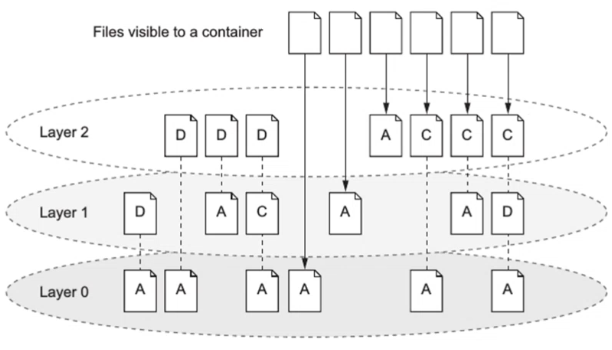 Files visible to a container
Layer 2 D D D A C C C
Layer 1 D A C A A D
Layer 0 A A A A A A